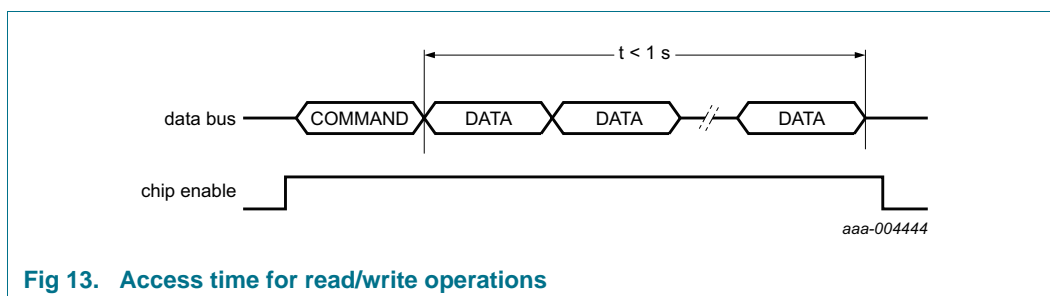 t < 1 s
data bus
COMMAND
DATA
DATA
DATA
chip enable
aaa-004444
Fig 13. Access time for read/write operations